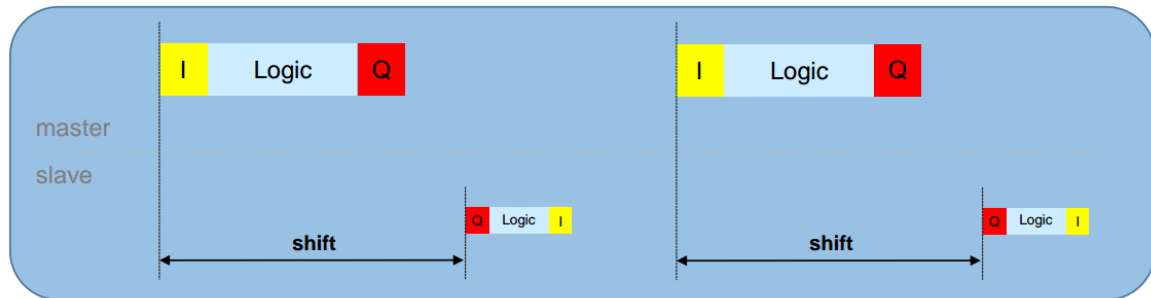 I Logic Q I Logic Q
master
slave
Q Logic I Q Logic I
shift shift